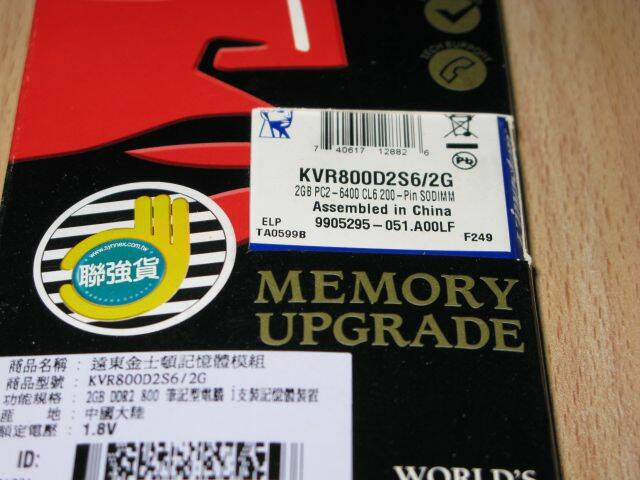 TECH SUPPORT
7 40617 12882 6
KVR800D2S6/2G
2GB PC2-6400 CL6 200-Pin SODIMM
Assembled in China
ELP
9905295-051.A00LF
TA0599B
F249
Pb
www.synnex.com.tw
聯強貨
MEMORY
UPGRADE
商品名稱： 遠東金士頓記憶體模組
商品型號： KVR800D2S6/2G
功能規格： 2GB DDR2 800 筆記型電腦 1支裝記憶體裝置
產 地： 中國大陸
額定電壓： 1.8V
ID:
WORLD'S